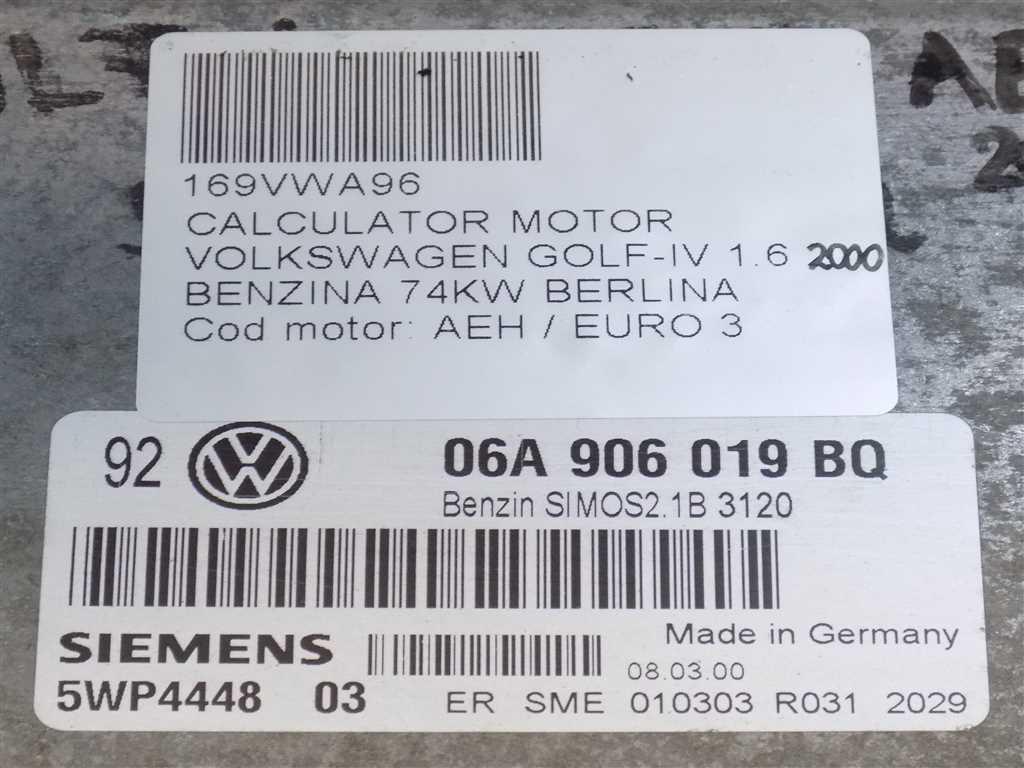 169VWA96
CALCULATOR MOTOR
VOLKSWAGEN GOLF-IV 1.6 2000
BENZINA 74KW BERLINA
Cod motor: AEH / EURO 3
92 06A 906 019 BQ
Benzin SIMOS2.1B 3120
SIEMENS
Made in Germany
08.03.00
5WP4448 03 ER SME 010303 R031 2029